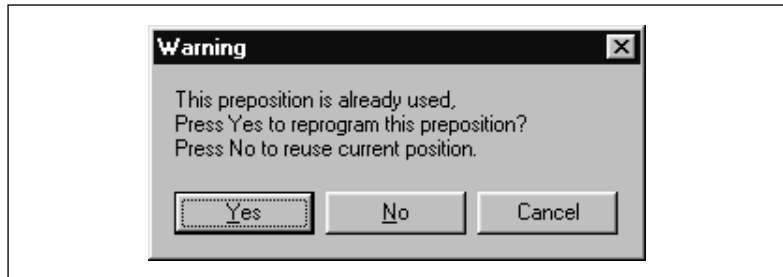 Warning
This preposition is already used,
Press Yes to reprogram this preposition?
Press No to reuse current position.
Yes No Cancel